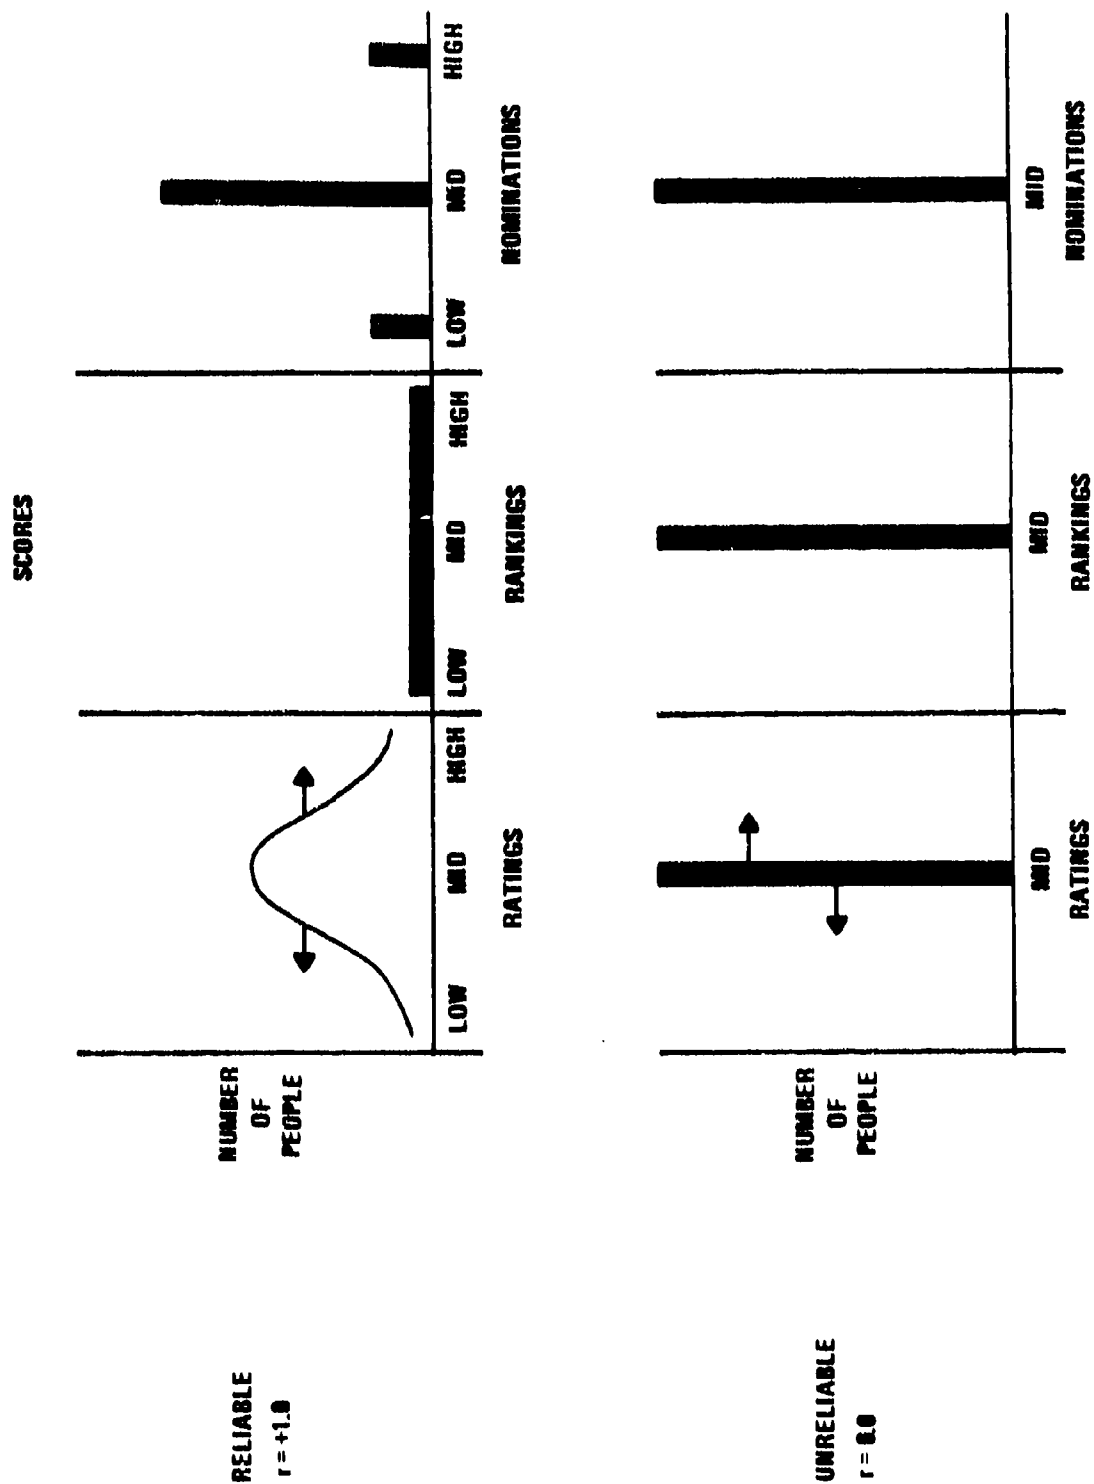 SCORES
RELIABLE
r = +1.0
NUMBER
OF
PEOPLE
LOW MID HIGH
RATINGS
LOW MID HIGH
RANKINGS
LOW MID HIGH
NOMINATIONS
UNRELIABLE
r = 0.0
NUMBER
OF
PEOPLE
MID
RATINGS
MID
RANKINGS
MID
NOMINATIONS